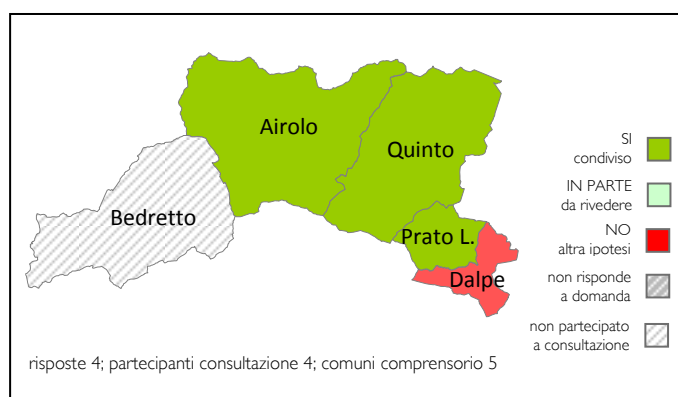 Airolo
Quinto
Bedretto
Prato L.
Dalpe
SI
condiviso
IN PARTE
da rivedere
NO
altra ipotesi
non risponde
a domanda
non partecipato
a consultazione
risposte 4; partecipanti consultazione 4; comuni comprensorio 5